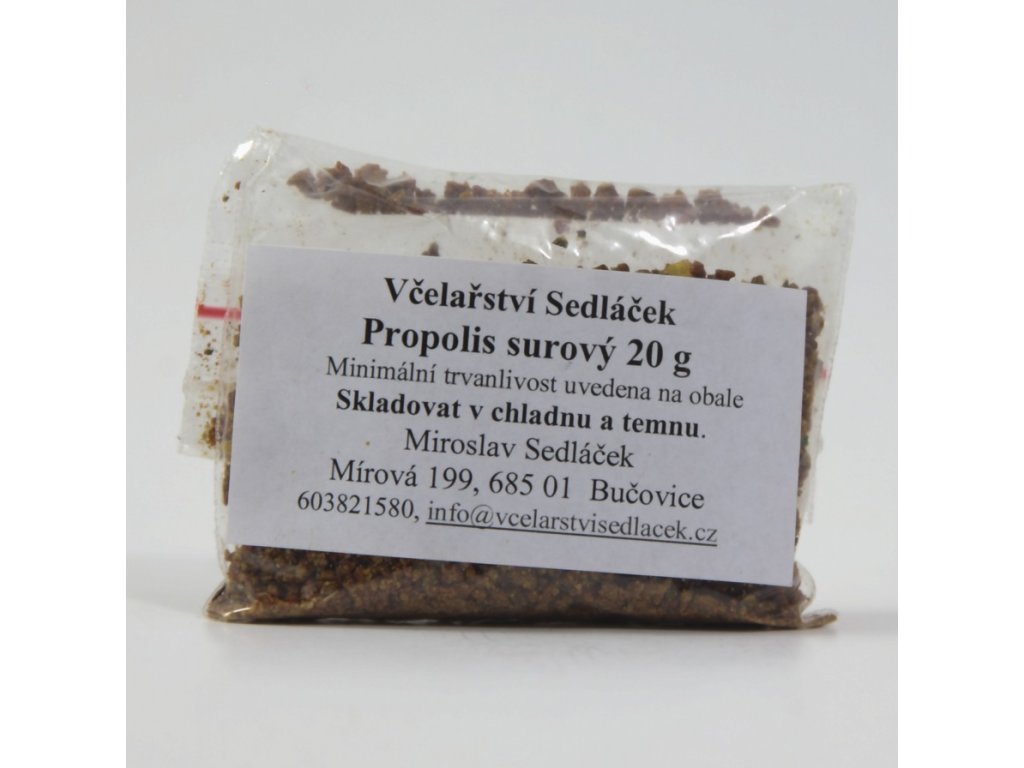 Včelařství Sedláček
Propolis surový 20 g
Minimální trvanlivost uvedena na obale
Skladovat v chladnu a temnu.
Miroslav Sedláček
Mírová 199, 685 01 Bučovice
603821580, info@vcelarstvisedlacek.cz